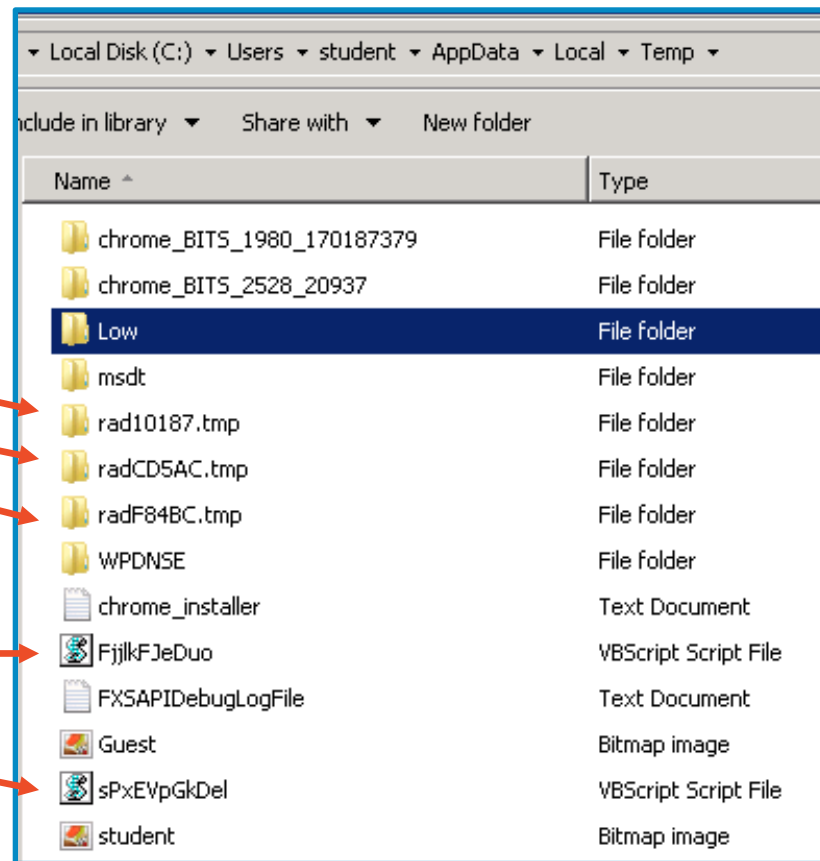 Local Disk (C:) Users student AppData Local Temp
nclude in library Share with New folder
Name Type
chrome_BITS_1980_170187379 File folder
chrome_BITS_2528_20937 File folder
Low File folder
msdt File folder
rad10187.tmp File folder
radCD5AC.tmp File folder
radF84BC.tmp File folder
WPDNSE File folder
chrome_installer Text Document
FjjlkFJeDuo VBScript Script File
FXSAPIDebugLogFile Text Document
Guest Bitmap image
sPxEVpGkDel VBScript Script File
student Bitmap image